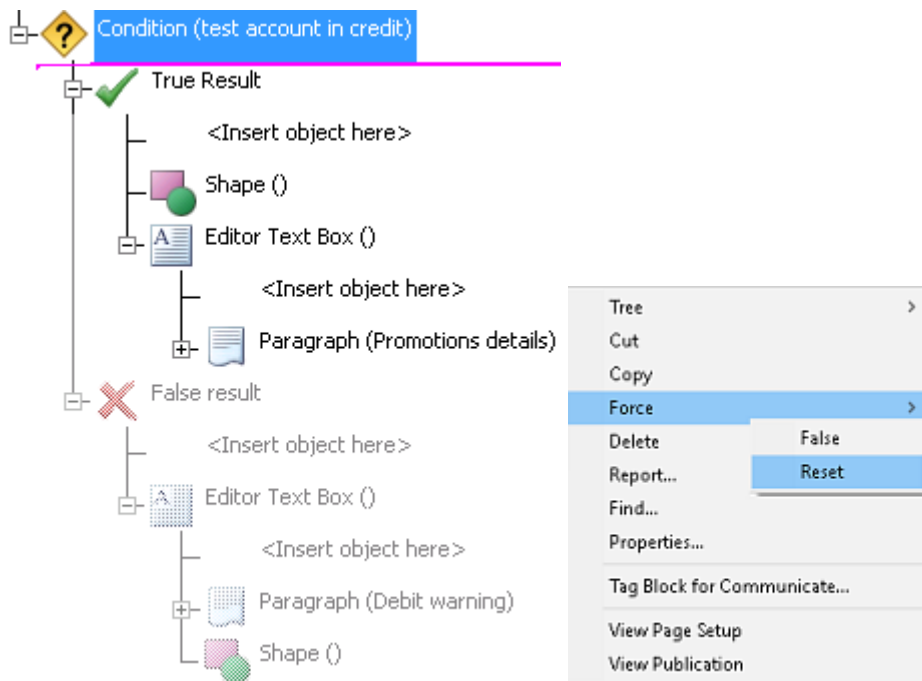 Condition (test account in credit)
True Result
<Insert object here>
Shape ()
Editor Text Box ()
<Insert object here>
Paragraph (Promotions details)
False result
<Insert object here>
Editor Text Box ()
<Insert object here>
Paragraph (Debit warning)
Shape ()
Tree
Cut
Copy
Force
Delete
Report...
Find...
Properties...
Tag Block for Communicate...
View Page Setup
View Publication
False
Reset